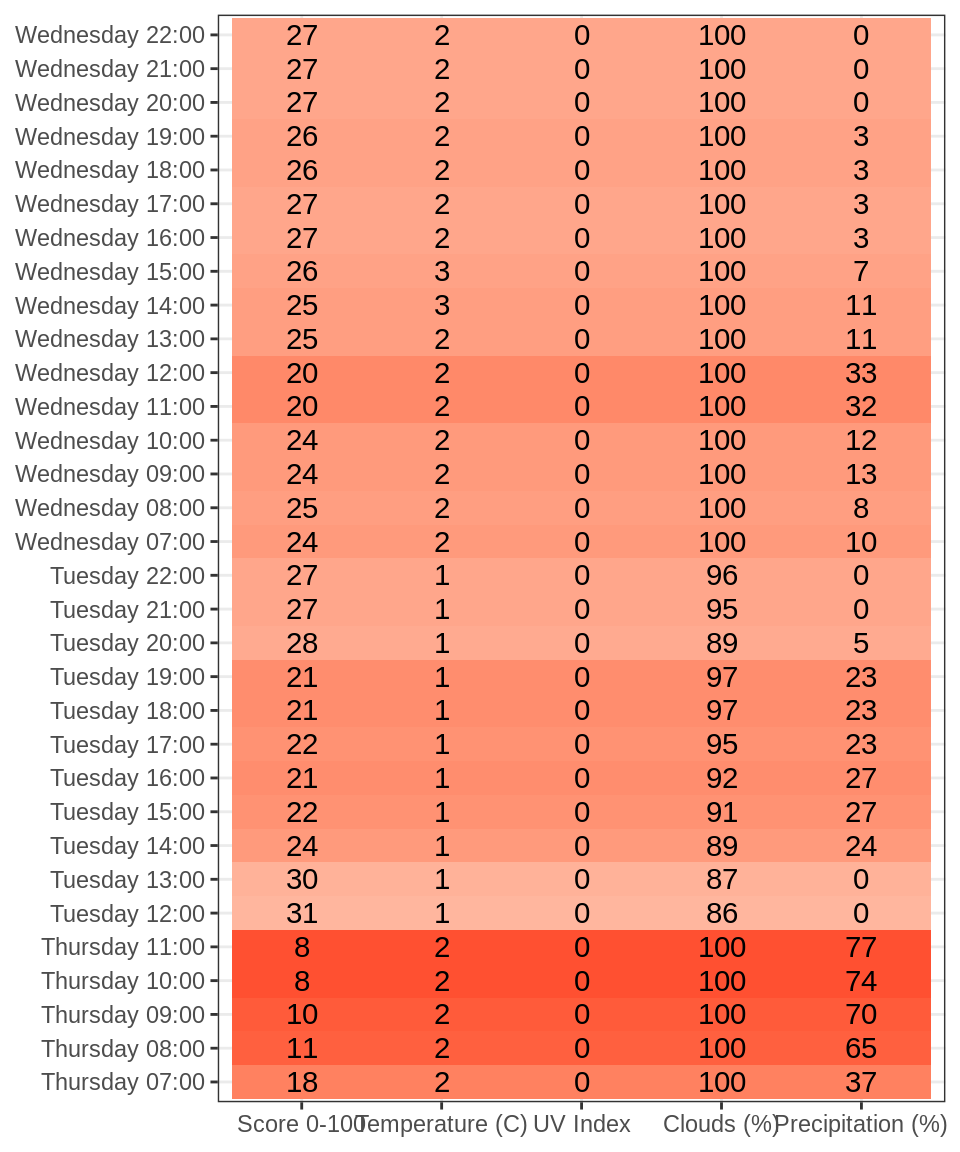 Wednesday 22:00 27 2 0 100 0
Wednesday 21:00 27 2 0 100 0
Wednesday 20:00 27 2 0 100 0
Wednesday 19:00 26 2 0 100 3
Wednesday 18:00 26 2 0 100 3
Wednesday 17:00 27 2 0 100 3
Wednesday 16:00 27 2 0 100 3
Wednesday 15:00 26 3 0 100 7
Wednesday 14:00 25 3 0 100 11
Wednesday 13:00 25 2 0 100 11
Wednesday 12:00 20 2 0 100 33
Wednesday 11:00 20 2 0 100 32
Wednesday 10:00 24 2 0 100 12
Wednesday 09:00 24 2 0 100 13
Wednesday 08:00 25 2 0 100 8
Wednesday 07:00 24 2 0 100 10
Tuesday 22:00 27 1 0 96 0
Tuesday 21:00 27 1 0 95 0
Tuesday 20:00 28 1 0 89 5
Tuesday 19:00 21 1 0 97 23
Tuesday 18:00 21 1 0 97 23
Tuesday 17:00 22 1 0 95 23
Tuesday 16:00 21 1 0 92 27
Tuesday 15:00 22 1 0 91 27
Tuesday 14:00 24 1 0 89 24
Tuesday 13:00 30 1 0 87 0
Tuesday 12:00 31 1 0 86 0
Thursday 11:00 8 2 0 100 77
Thursday 10:00 8 2 0 100 74
Thursday 09:00 10 2 0 100 70
Thursday 08:00 11 2 0 100 65
Thursday 07:00 18 2 0 100 37
Score 0-100 Temperature (C) UV Index Clouds (%) Precipitation (%)